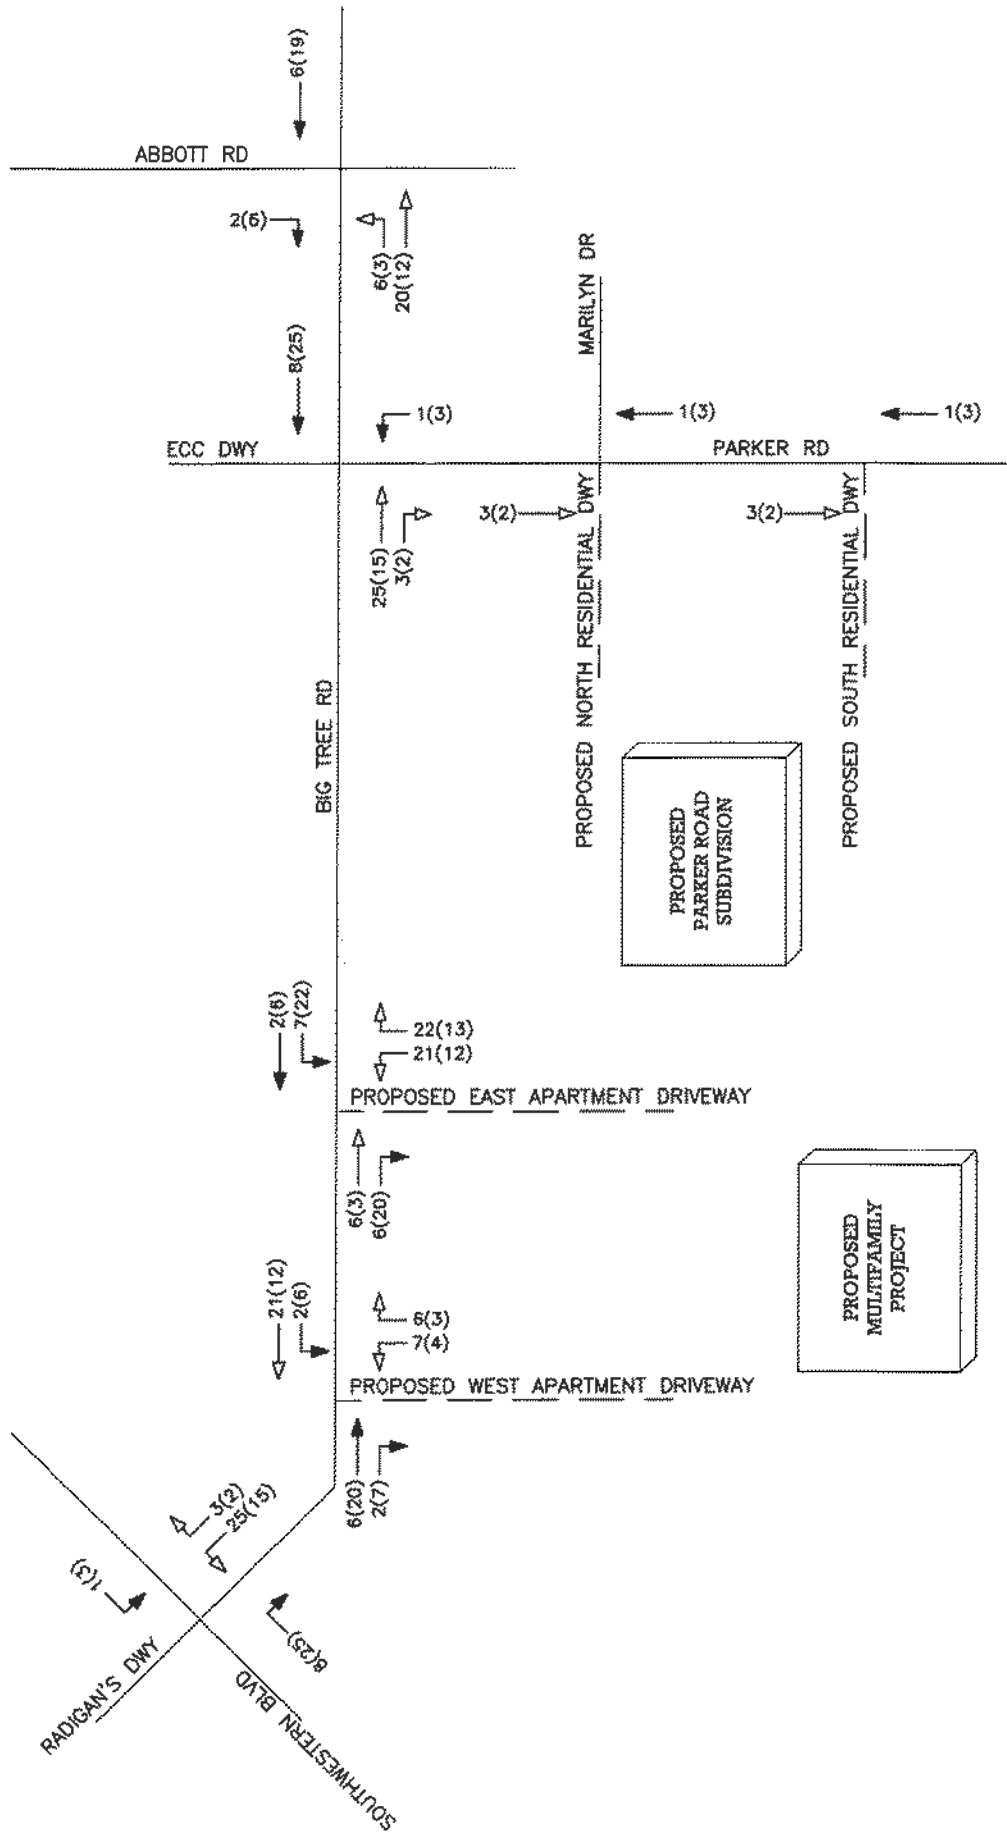 6(19)
ABBOTT RD
2(6)
6(3)
20(12)
MARILYN DR
8(25)
1(3)
1(3)
1(3)
ECC DWY
PARKER RD
25(15)
3(2)
3(2)
3(2)
BIG TREE RD
PROPOSED NORTH RESIDENTIAL DWY
PROPOSED SOUTH RESIDENTIAL DWY
PROPOSED
PARKER ROAD
SUBDIVISION
2(6)
7(22)
22(13)
21(12)
PROPOSED EAST APARTMENT DRIVEWAY
6(3)
6(20)
PROPOSED
MULTIFAMILY
PROJECT
21(12)
2(6)
6(3)
7(4)
PROPOSED WEST APARTMENT DRIVEWAY
6(20)
2(7)
3(2)
25(15)
1(3)
8(25)
RADIGAN'S DWY
SOUTHWESTERN BLVD